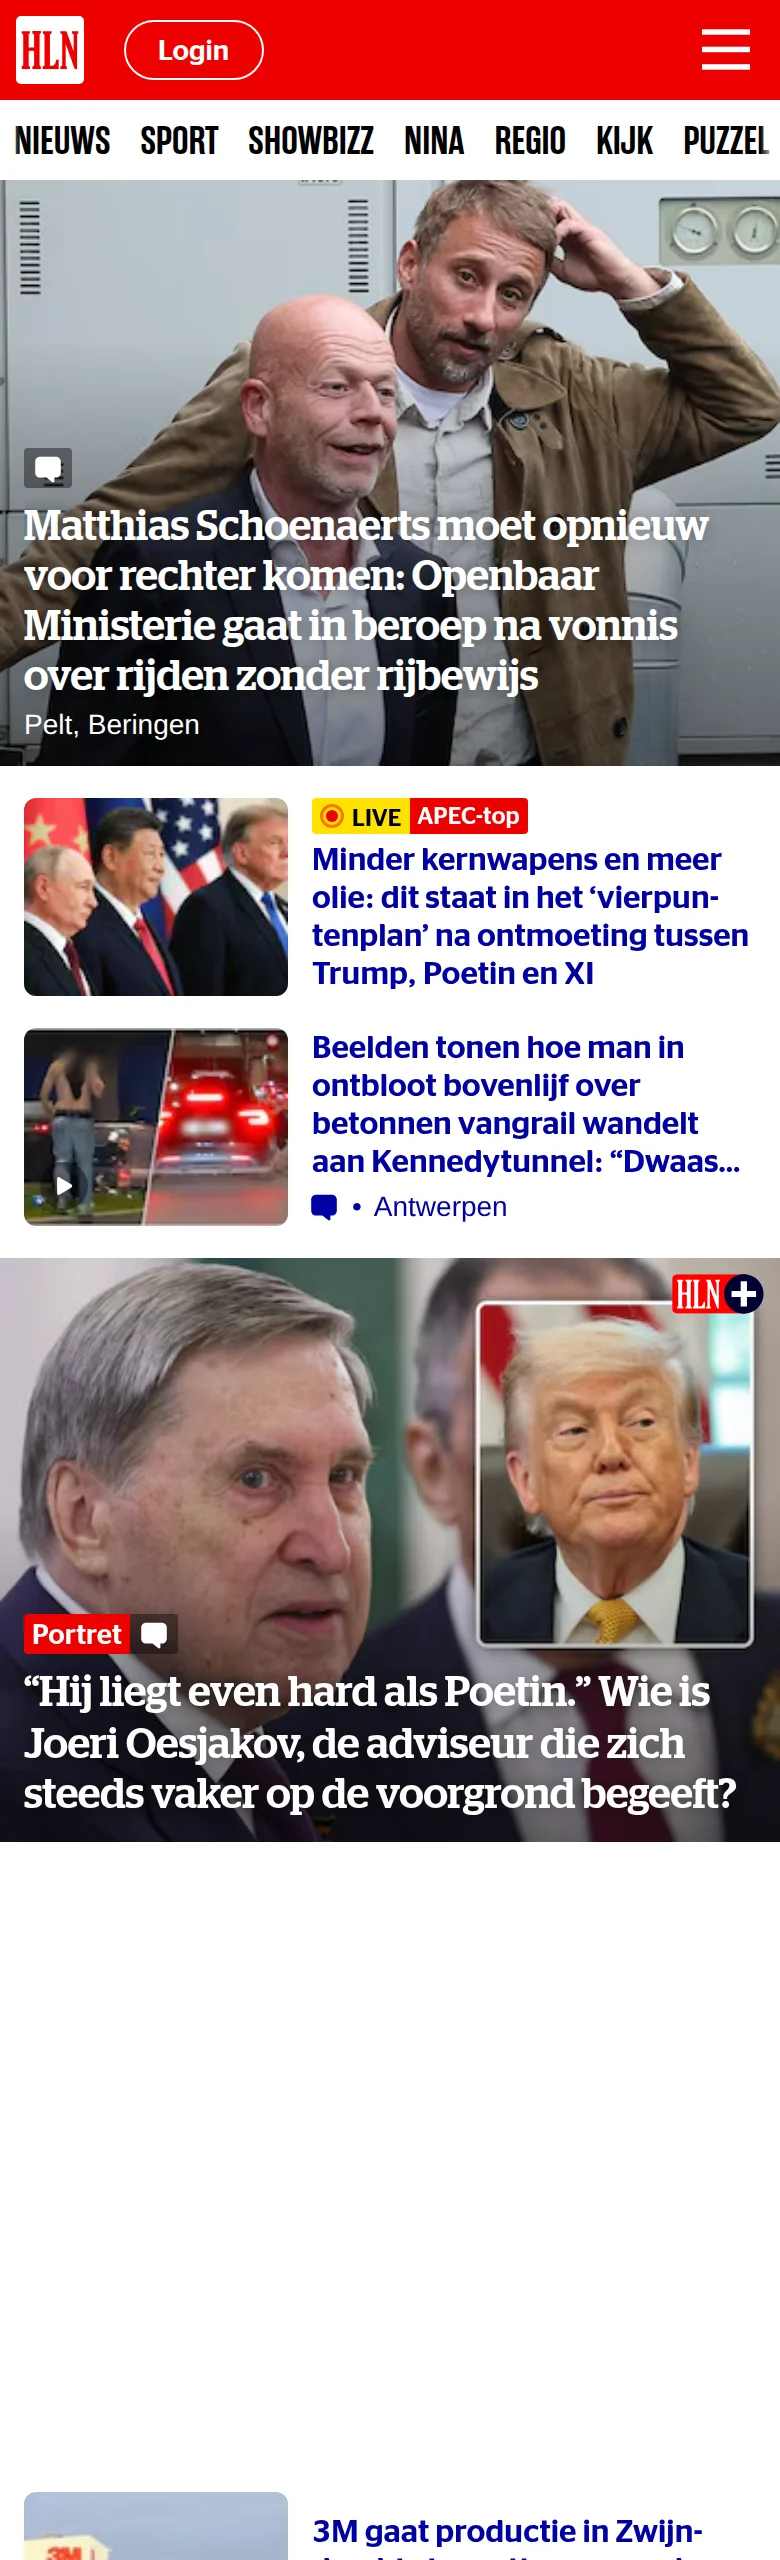 HLN
Login
NIEUWS SPORT SHOWBIZZ NINA REGIO KIJK PUZZEL
Matthias Schoenaerts moet opnieuw
voor rechter komen: Openbaar
Ministerie gaat in beroep na vonnis
over rijden zonder rijbewijs
Pelt, Beringen
LIVE APEC-top
Minder kernwapens en meer
olie: dit staat in het ‘vierpun-
tenplan’ na ontmoeting tussen
Trump, Poetin en XI
Beelden tonen hoe man in
ontbloot bovenlijf over
betonnen vangrail wandelt
aan Kennedytunnel: “Dwaas...
• Antwerpen
HLN+
Portret
“Hij liegt even hard als Poetin.” Wie is
Joeri Oesjakov, de adviseur die zich
steeds vaker op de voorgrond begeeft?
3M
3M gaat productie in Zwijn-